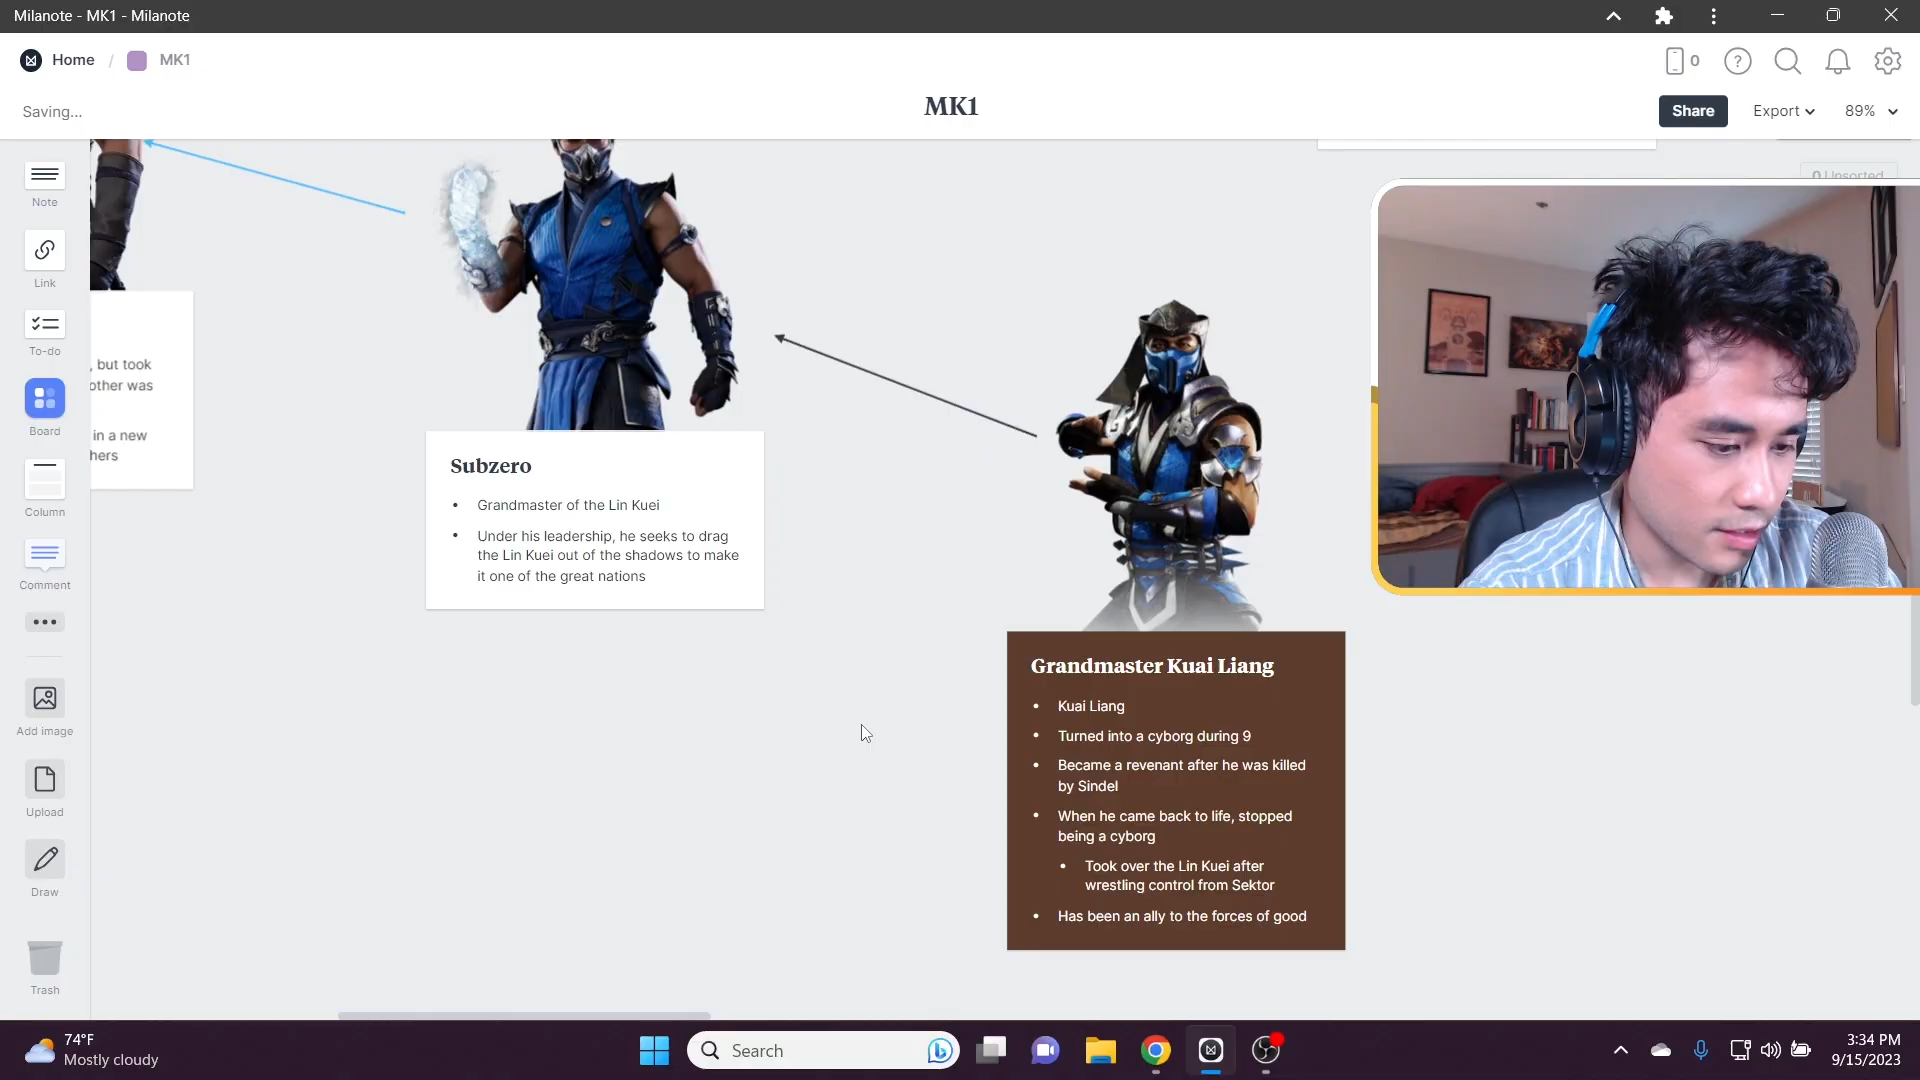 Milanote - MK1 - Milanote
Home / MK1
0
Saving...
MK1
Share
Export
89%
0 Unsorted
Note
Link
To-do
Board
Column
Comment
Add image
Upload
Draw
Trash
, but took
other was
in a new
hers
Subzero
• Grandmaster of the Lin Kuei
• Under his leadership, he seeks to drag
the Lin Kuei out of the shadows to make
it one of the great nations
Grandmaster Kuai Liang
• Kuai Liang
• Turned into a cyborg during 9
• Became a revenant after he was killed
by Sindel
• When he came back to life, stopped
being a cyborg
• Took over the Lin Kuei after
wrestling control from Sektor
• Has been an ally to the forces of good
74°F
Mostly cloudy
Search
3:34 PM
9/15/2023